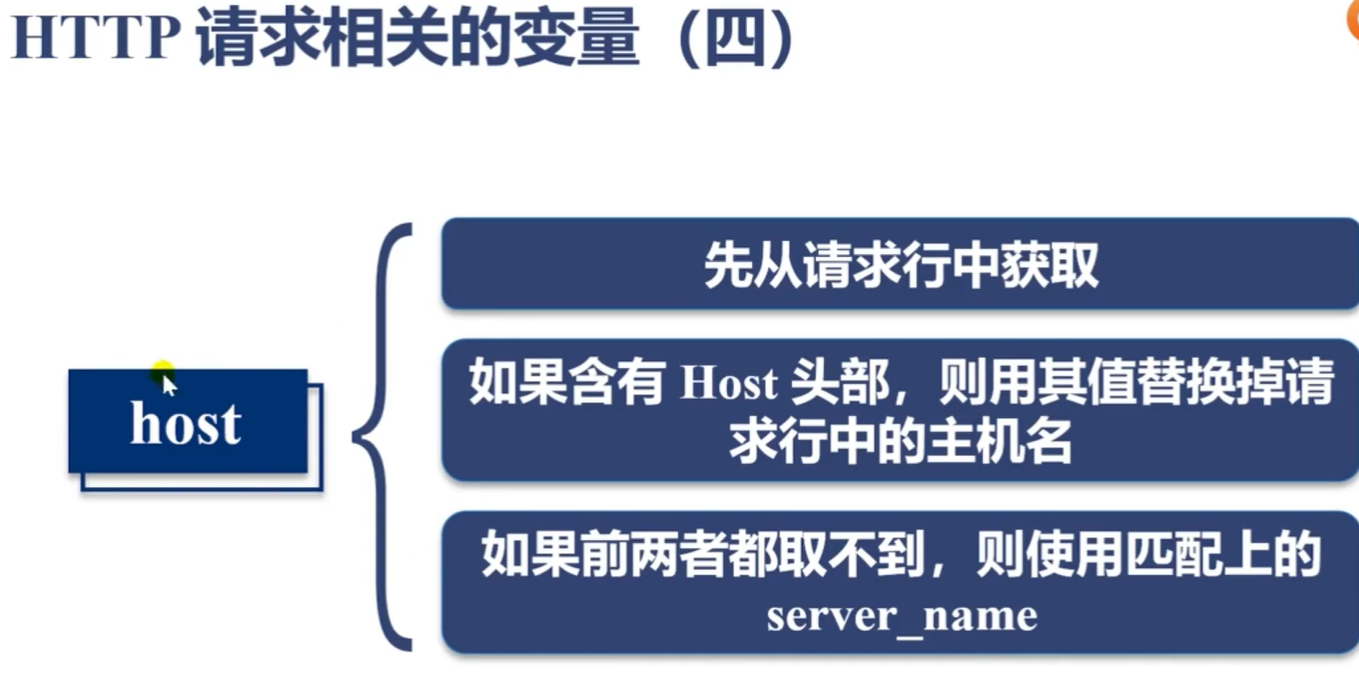 HTTP 请求相关的变量（四）
先从请求行中获取
如果含有 Host 头部，则用其值替换掉请
求行中的主机名
host
如果前两者都取不到，则使用匹配上的
server_name